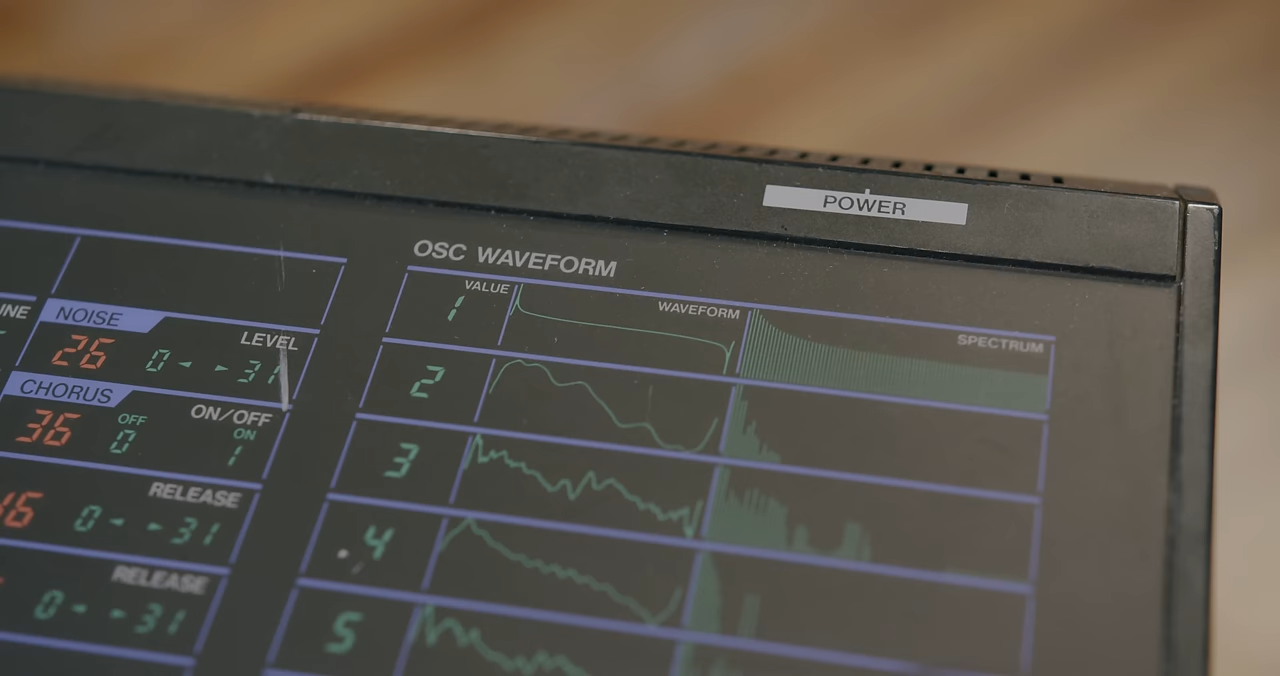 POWER
OSC WAVEFORM
VALUE WAVEFORM SPECTRUM
1
2
3
4
5
NOISE
LEVEL
26 0 31
CHORUS
ON/OFF
36 OFF ON
0 1
RELEASE
0 31
RELEASE
0 31